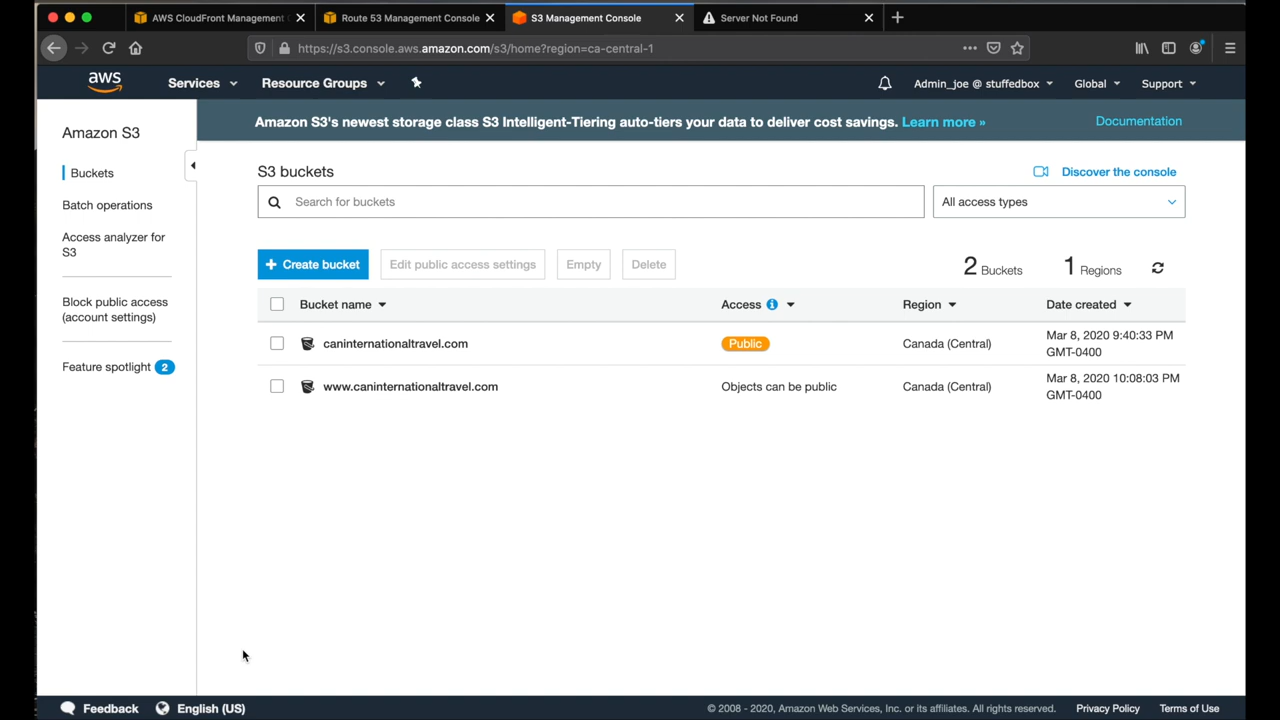 AWS CloudFront Management C
Route 53 Management Console
S3 Management Console
Server Not Found
https://s3.console.aws.amazon.com/s3/home?region=ca-central-1
aws
Services
Resource Groups
Admin_joe @ stuffedbox
Global
Support
Amazon S3
Amazon S3's newest storage class S3 Intelligent-Tiering auto-tiers your data to deliver cost savings. Learn more »
Documentation
Buckets
Batch operations
Access analyzer for
S3
Block public access
(account settings)
Feature spotlight 2
S3 buckets
Discover the console
Search for buckets
All access types
+ Create bucket
Edit public access settings
Empty
Delete
2 Buckets
1 Regions
Bucket name
Access
Region
Date created
caninternationaltravel.com
Public
Canada (Central)
Mar 8, 2020 9:40:33 PM
GMT-0400
www.caninternationaltravel.com
Objects can be public
Canada (Central)
Mar 8, 2020 10:08:03 PM
GMT-0400
Feedback
English (US)
© 2008 - 2020, Amazon Web Services, Inc. or its affiliates. All rights reserved.
Privacy Policy
Terms of Use